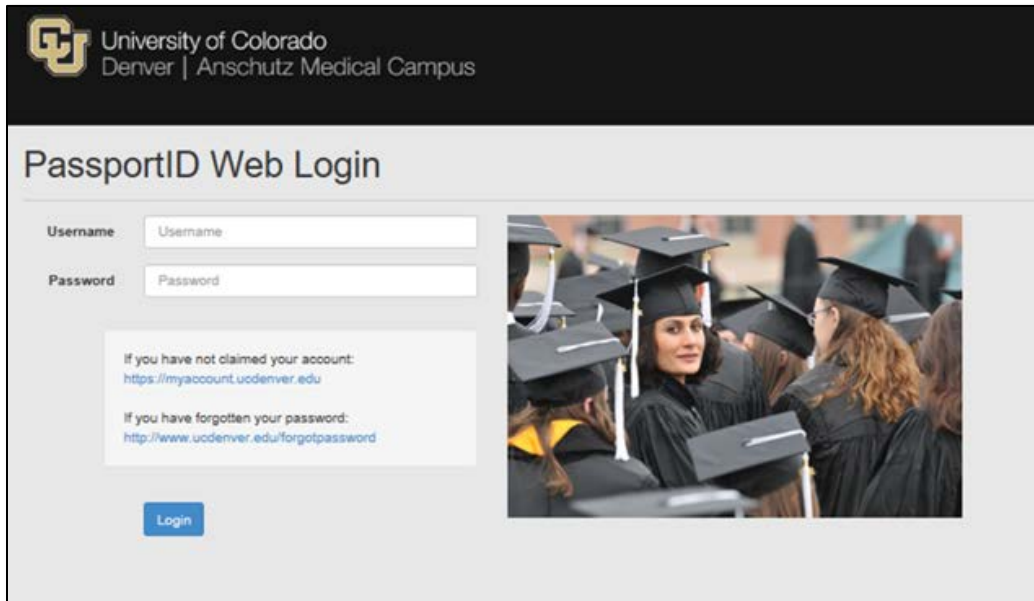 CU
University of Colorado
Denver | Anschutz Medical Campus
PassportID Web Login
Username Username
Password Password
If you have not claimed your account:
https://myaccount.ucdenver.edu
If you have forgotten your password:
http://www.ucdenver.edu/forgotpassword
Login